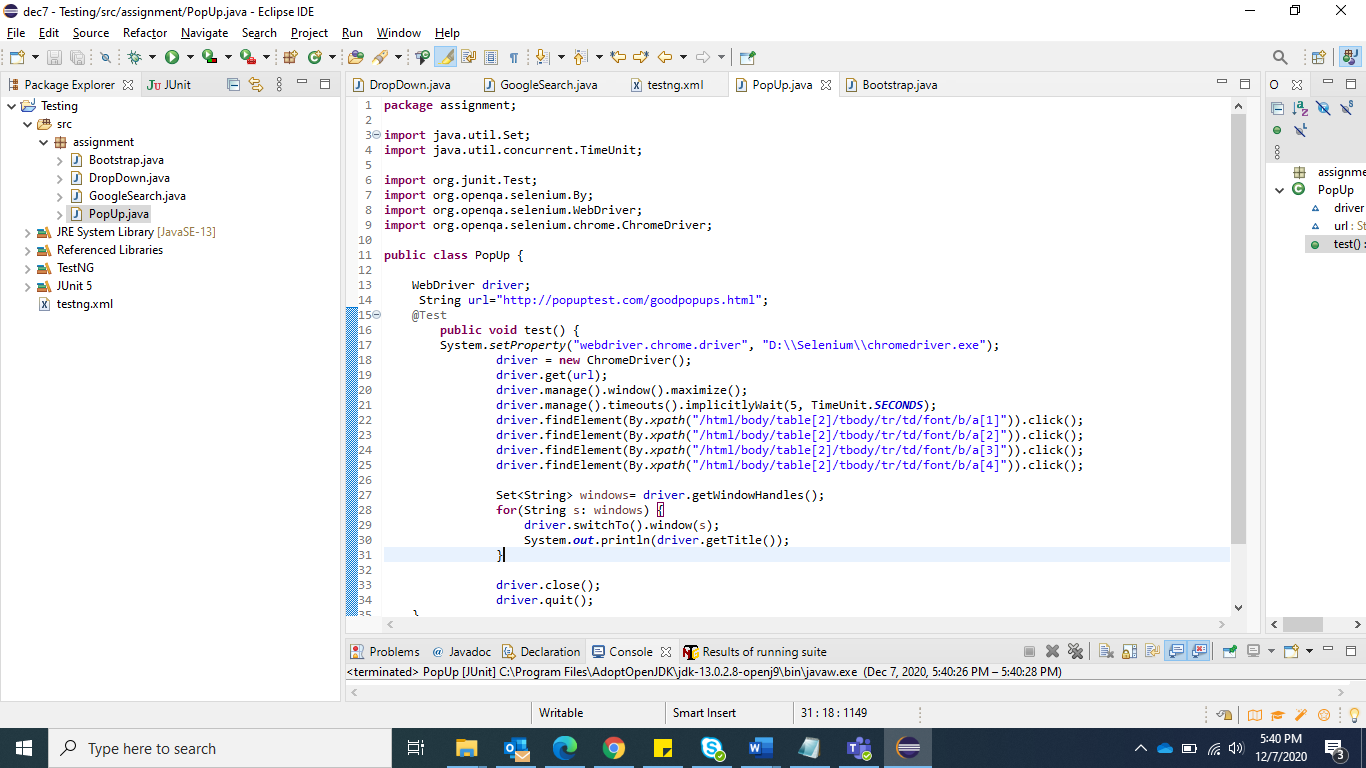 dec7 - Testing/src/assignment/PopUp.java - Eclipse IDE
File Edit Source Refactor Navigate Search Project Run Window Help
Package Explorer JUnit
Testing
src
assignment
Bootstrap.java
DropDown.java
GoogleSearch.java
PopUp.java
JRE System Library [JavaSE-13]
Referenced Libraries
TestNG
JUnit 5
testng.xml
DropDown.java GoogleSearch.java testng.xml PopUp.java Bootstrap.java
1 package assignment;
2
3 import java.util.Set;
4 import java.util.concurrent.TimeUnit;
5
6 import org.junit.Test;
7 import org.openqa.selenium.By;
8 import org.openqa.selenium.WebDriver;
9 import org.openqa.selenium.chrome.ChromeDriver;
10
11 public class PopUp {
12
13 WebDriver driver;
14 String url="http://popuptest.com/goodpopups.html";
15 @Test
16 public void test() {
17 System.setProperty("webdriver.chrome.driver", "D:\\Selenium\\chromedriver.exe");
18 driver = new ChromeDriver();
19 driver.get(url);
20 driver.manage().window().maximize();
21 driver.manage().timeouts().implicitlyWait(5, TimeUnit.SECONDS);
22 driver.findElement(By.xpath("/html/body/table[2]/tbody/tr/td/font/b/a[1]")).click();
23 driver.findElement(By.xpath("/html/body/table[2]/tbody/tr/td/font/b/a[2]")).click();
24 driver.findElement(By.xpath("/html/body/table[2]/tbody/tr/td/font/b/a[3]")).click();
25 driver.findElement(By.xpath("/html/body/table[2]/tbody/tr/td/font/b/a[4]")).click();
26
27 Set<String> windows= driver.getWindowHandles();
28 for(String s: windows) {
29 driver.switchTo().window(s);
30 System.out.println(driver.getTitle());
31 }
32
33 driver.close();
34 driver.quit();
35 }
O
assignme
PopUp
driver
url : St
test() :
Problems @ Javadoc Declaration Console Results of running suite
<terminated> PopUp [JUnit] C:\Program Files\AdoptOpenJDK\jdk-13.0.2.8-openj9\bin\javaw.exe (Dec 7, 2020, 5:40:26 PM – 5:40:28 PM)
Writable Smart Insert 31 : 18 : 1149
Type here to search
5:40 PM
12/7/2020
3